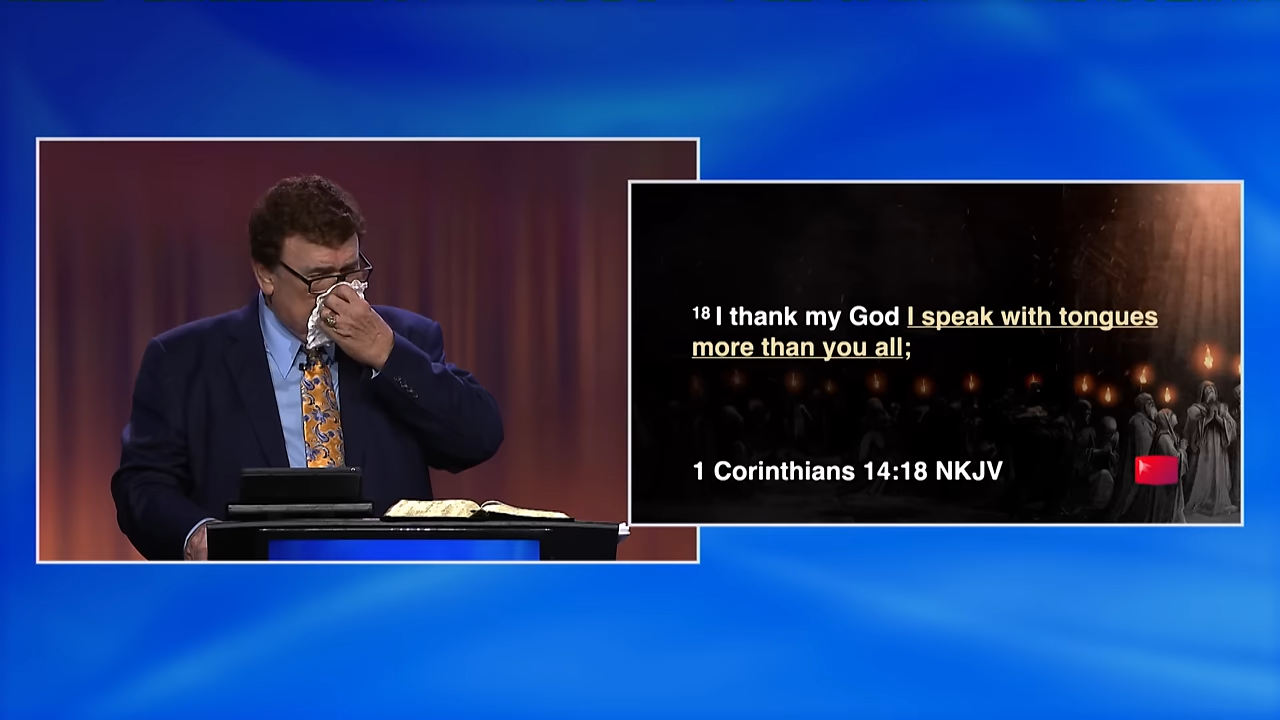 18 I thank my God I speak with tongues
more than you all;
1 Corinthians 14:18 NKJV